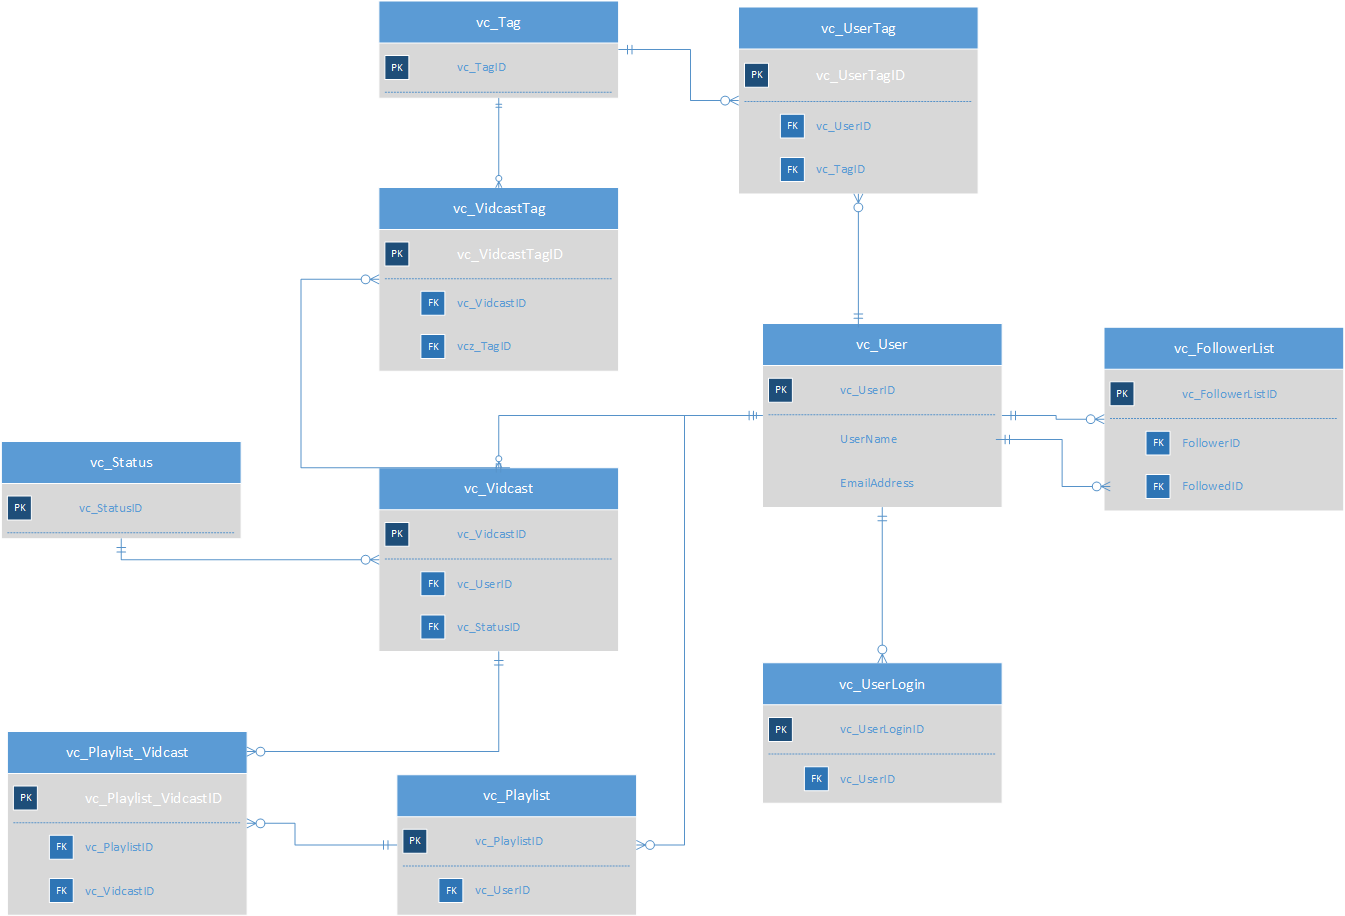 vc_Tag
PK vc_TagID
vc_UserTag
PK vc_UserTagID
FK vc_UserID
FK vc_TagID
vc_VidcastTag
PK vc_VidcastTagID
FK vc_VidcastID
FK vcz_TagID
vc_User
PK vc_UserID
UserName
EmailAddress
vc_FollowerList
PK vc_FollowerListID
FK FollowerID
FK FollowedID
vc_Status
PK vc_StatusID
vc_Vidcast
PK vc_VidcastID
FK vc_UserID
FK vc_StatusID
vc_UserLogin
PK vc_UserLoginID
FK vc_UserID
vc_Playlist_Vidcast
PK vc_Playlist_VidcastID
FK vc_PlaylistID
FK vc_VidcastID
vc_Playlist
PK vc_PlaylistID
FK vc_UserID